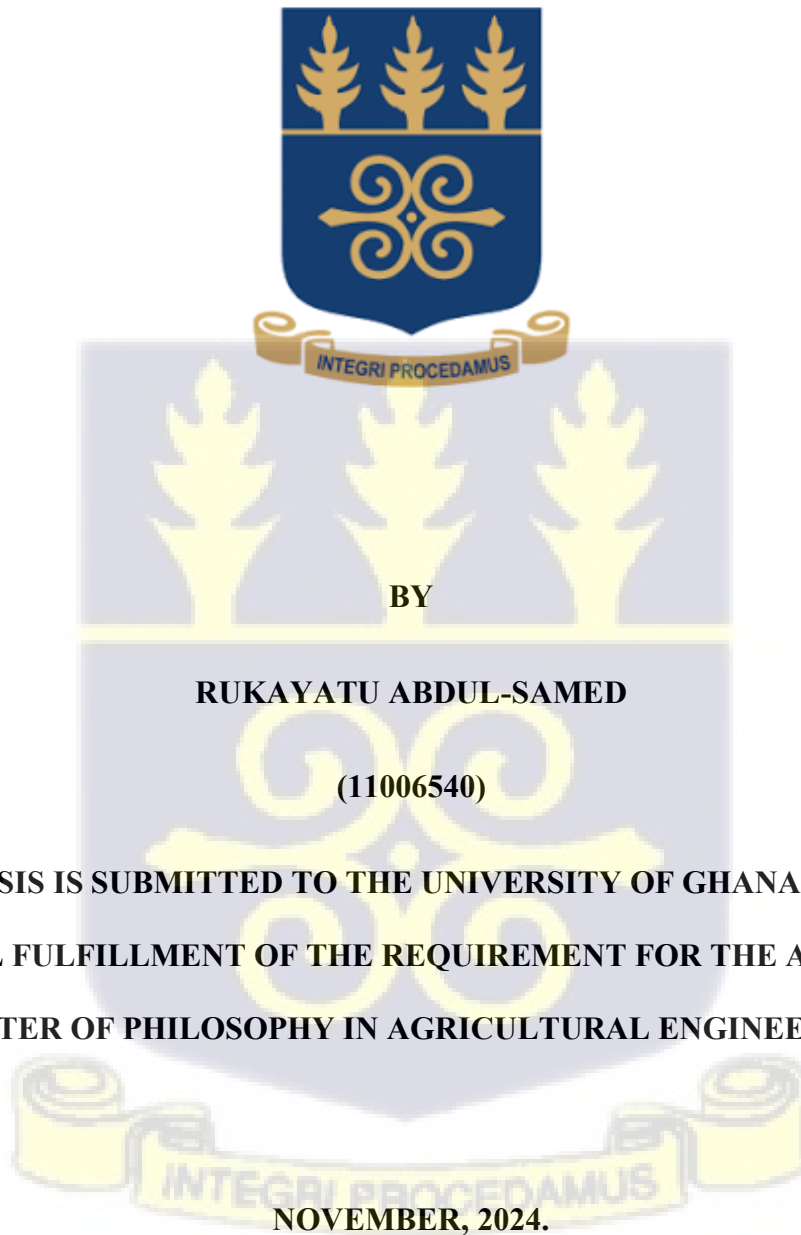 INTEGRI PROCEDAMUS
BY
RUKAYATU ABDUL-SAMED
(11006540)
SIS IS SUBMITTED TO THE UNIVERSITY OF GHANA
FULFILLMENT OF THE REQUIREMENT FOR THE A
TER OF PHILOSOPHY IN AGRICULTURAL ENGINEE
INTEGRI PROCEDAMUS
NOVEMBER, 2024.